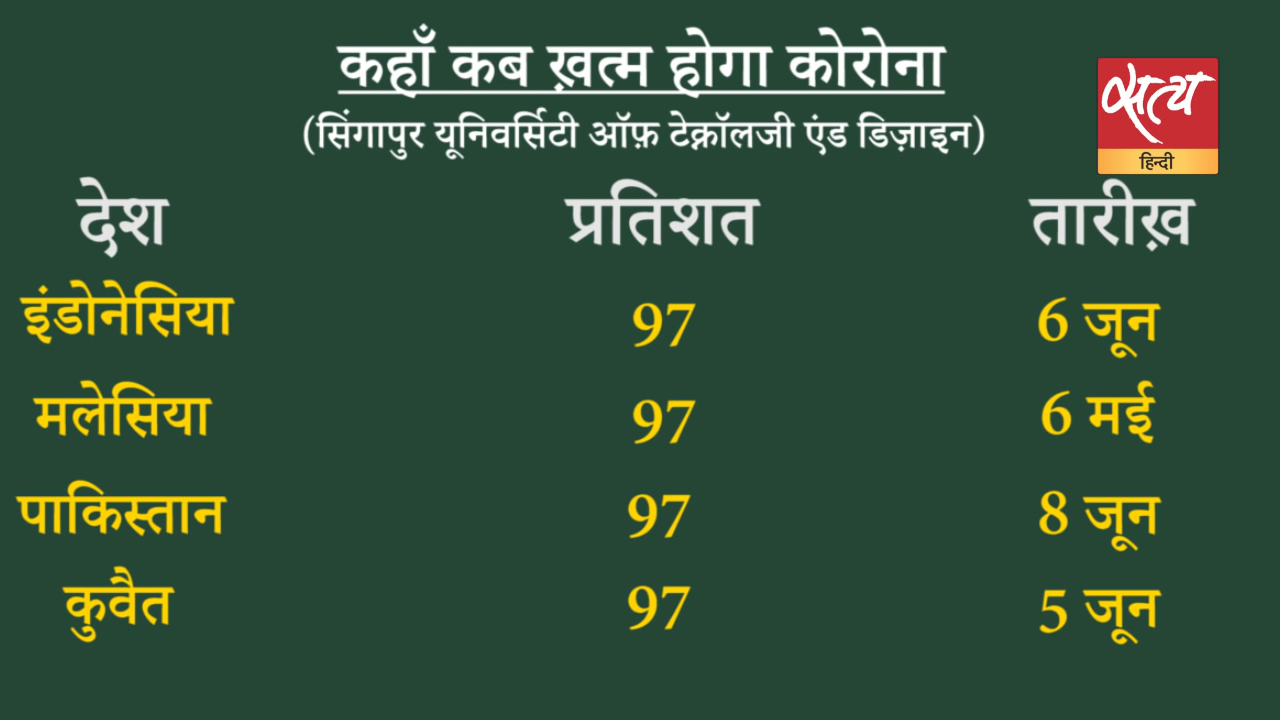 कहाँ कब ख़त्म होगा कोरोना
(सिंगापुर यूनिवर्सिटी ऑफ़ टेक्नॉलजी एंड डिज़ाइन)
सत्य
हिन्दी
देश प्रतिशत तारीख़
इंडोनेसिया 97 6 जून
मलेसिया 97 6 मई
पाकिस्तान 97 8 जून
कुवैत 97 5 जून